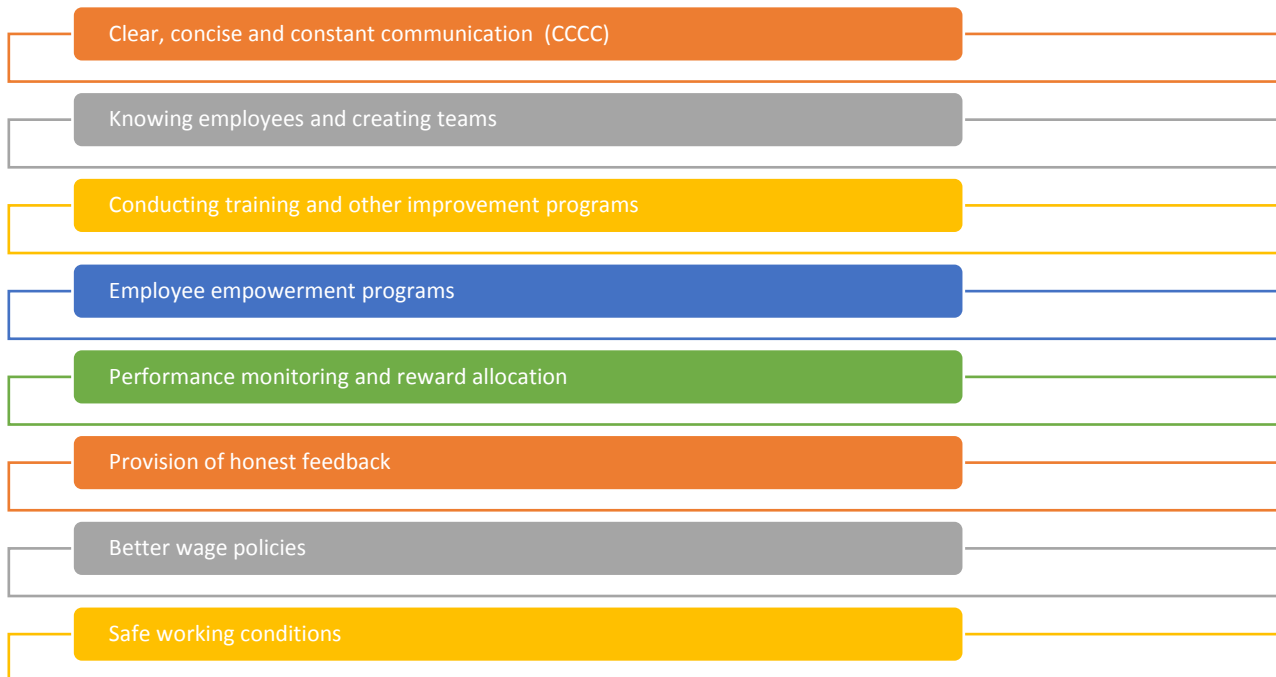 Clear, concise and constant communication  (CCCC)
Knowing employees and creating teams
Conducting training and other improvement programs
Employee empowerment programs
Performance monitoring and reward allocation
Provision of honest feedback
Better wage policies
Safe working conditions